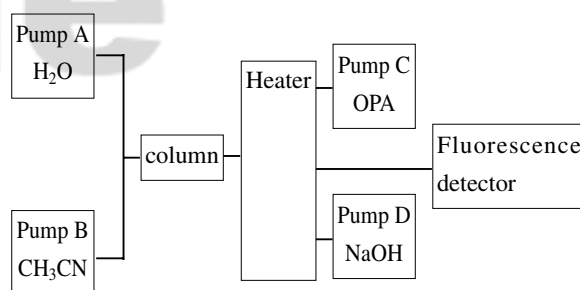 Pump A
H₂O
Pump B
CH₃CN
column
Heater
Pump C
OPA
Pump D
NaOH
Fluorescence
detector